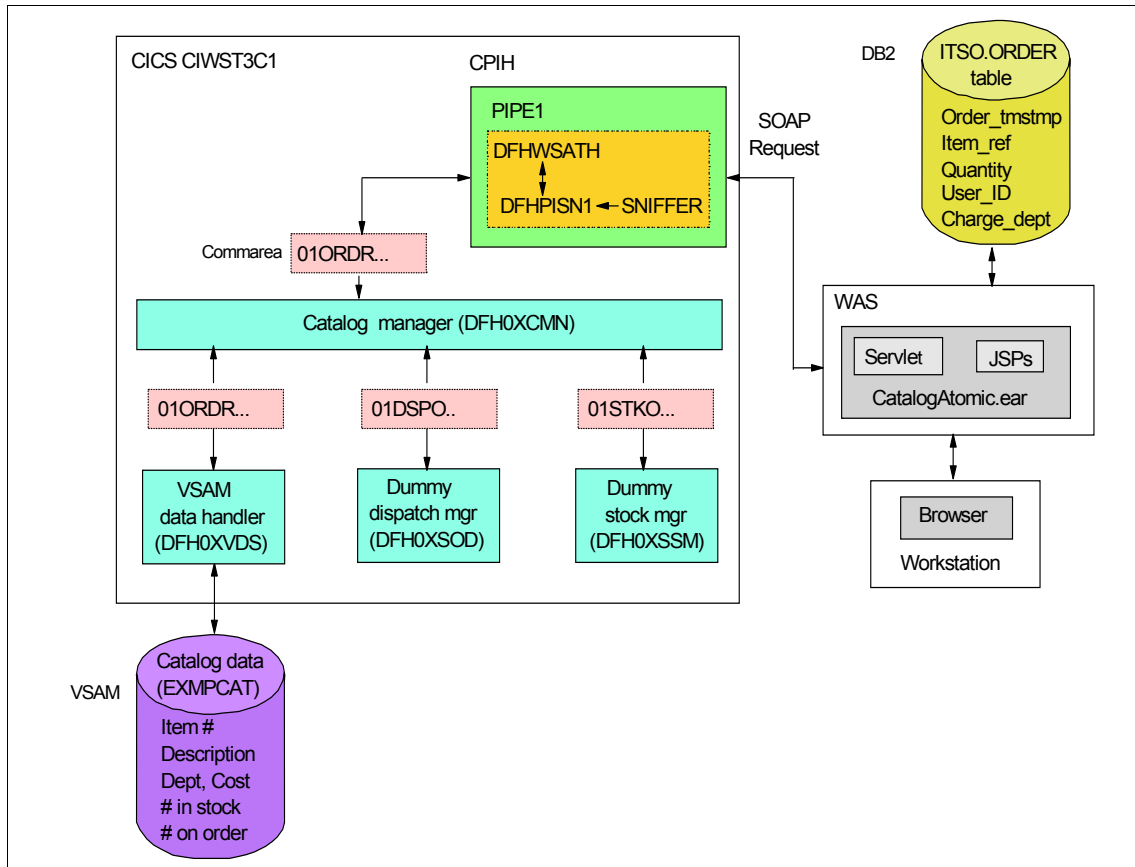 CICS CIWST3C1
CPIH
PIPE1
DFHWSATH
DFHPISN1
SNIFFER
SOAP
Request
DB2
ITSO.ORDER
table
Order_tmstmp
Item_ref
Quantity
User_ID
Charge_dept
Commarea
01ORDR...
Catalog manager (DFH0XCMN)
WAS
Servlet
JSPs
CatalogAtomic.ear
01ORDR...
01DSPO..
01STKO...
VSAM
data handler
(DFH0XVDS)
Dummy
dispatch mgr
(DFH0XSOD)
Dummy
stock mgr
(DFH0XSSM)
Browser
Workstation
VSAM
Catalog data
(EXMPCAT)
Item #
Description
Dept, Cost
# in stock
# on order